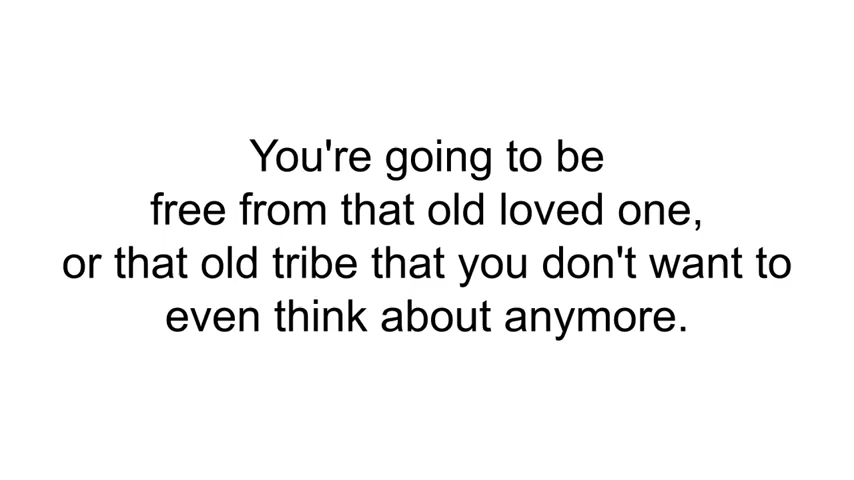 You're going to be
free from that old loved one,
or that old tribe that you don't want to
even think about anymore.